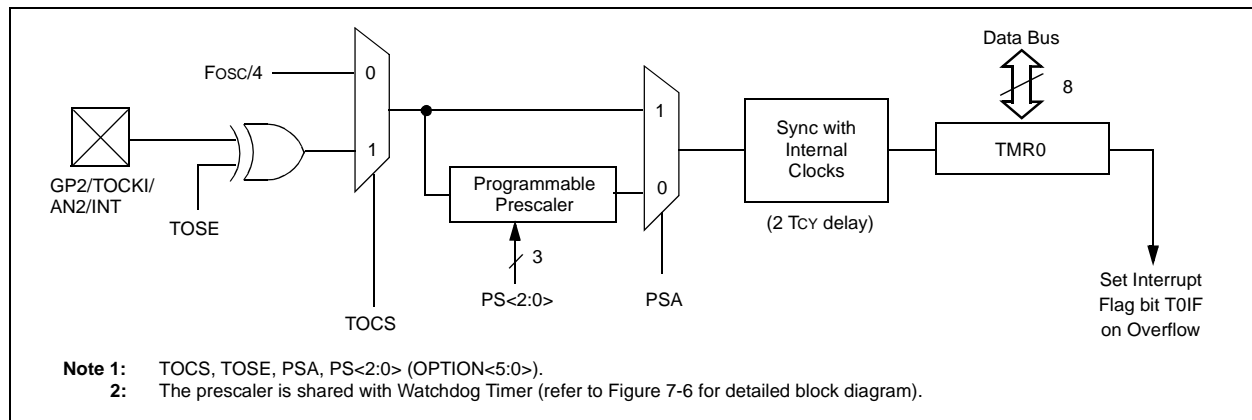 Data Bus
8
FOSC/4
0
1
GP2/TOCKI/
AN2/INT
TOSE
TOCS
Programmable
Prescaler
3
PS<2:0>
1
0
PSA
Sync with
Internal
Clocks
(2 TCY delay)
TMR0
Set Interrupt
Flag bit T0IF
on Overflow
Note 1: TOCS, TOSE, PSA, PS<2:0> (OPTION<5:0>).
2: The prescaler is shared with Watchdog Timer (refer to Figure 7-6 for detailed block diagram).